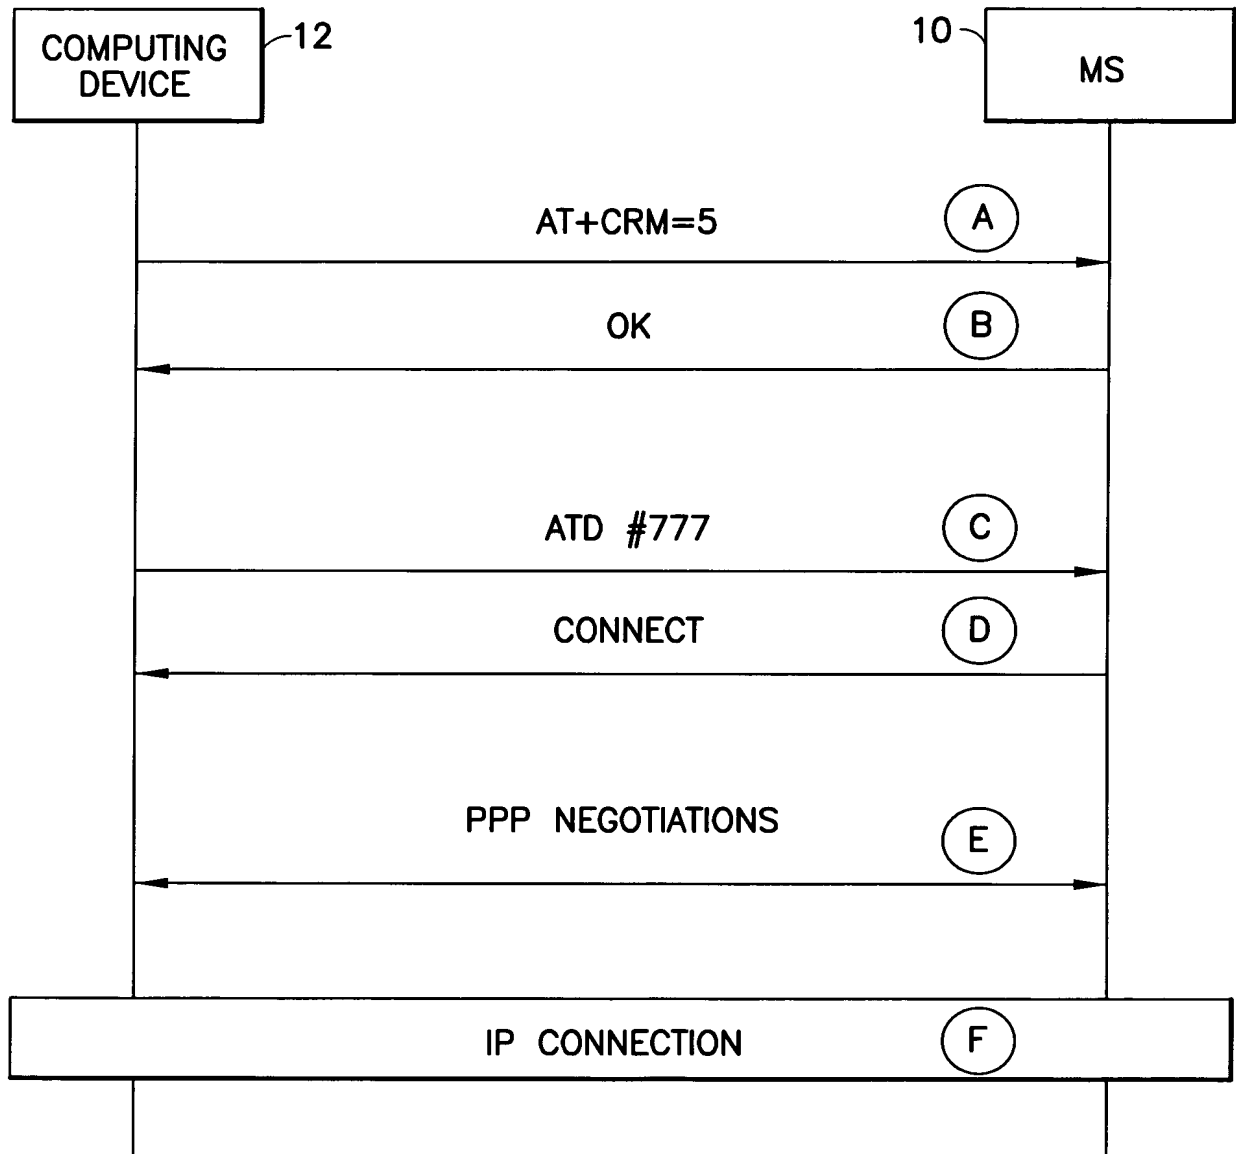 COMPUTING
DEVICE
12
10
MS
AT+CRM=5
A
OK
B
ATD #777
C
CONNECT
D
PPP NEGOTIATIONS
E
IP CONNECTION
F